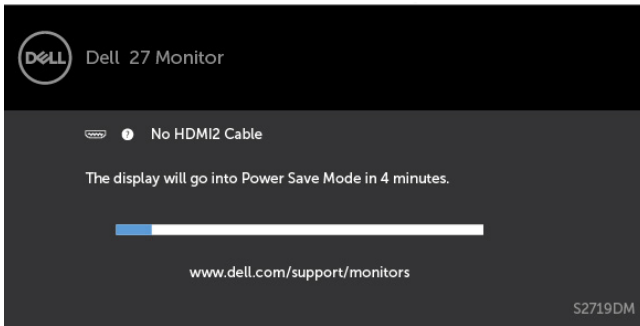 DELL
Dell 27 Monitor
? No HDMI2 Cable
The display will go into Power Save Mode in 4 minutes.
www.dell.com/support/monitors
S2719DM